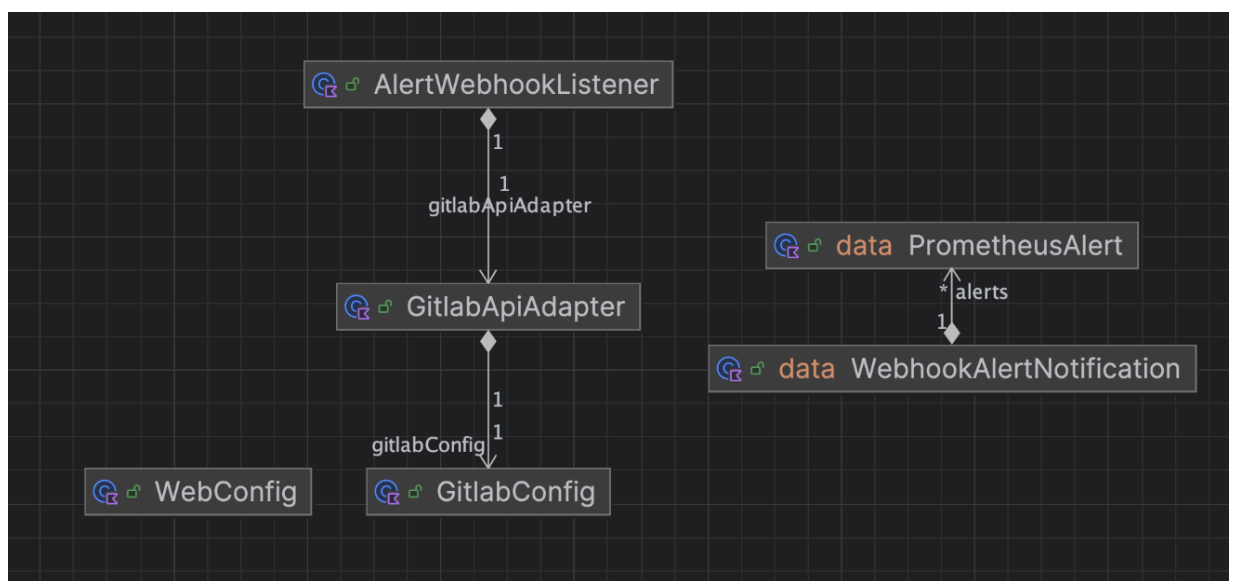 AlertWebhookListener
1
1
gitlabApiAdapter
GitlabApiAdapter
1
1
gitlabConfig
WebConfig
GitlabConfig
data PrometheusAlert
* alerts
1
data WebhookAlertNotification